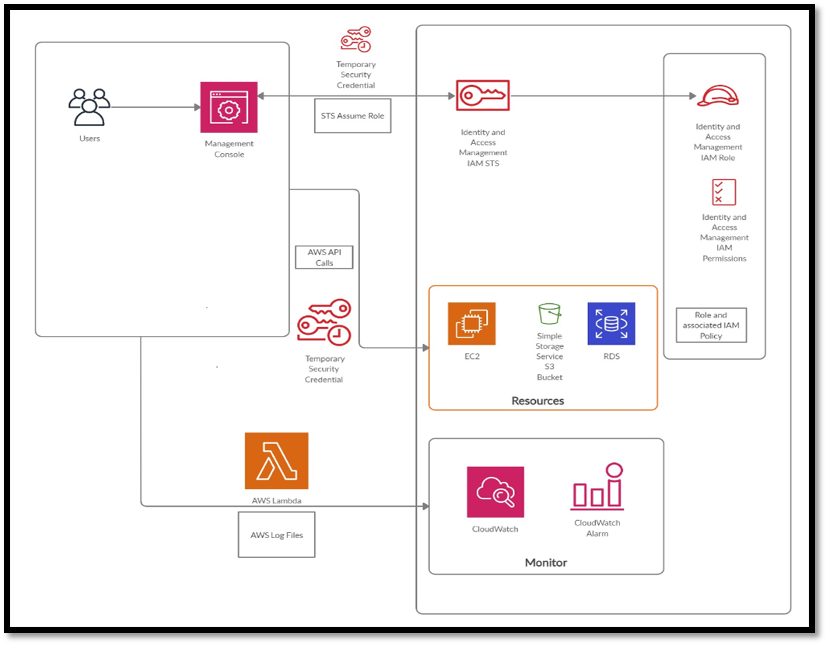 Users
Management
Console
Temporary
Security
Credential
STS Assume Role
Identity and
Access
Management
IAM STS
Identity and
Access
Management
IAM Role
Identity and
Access
Management
IAM
Permissions
Role and
associated IAM
Policy
AWS API
Calls
Temporary
Security
Credential
EC2
Simple
Storage
Service
S3
Bucket
RDS
Resources
AWS Lambda
AWS Log Files
CloudWatch
CloudWatch
Alarm
Monitor